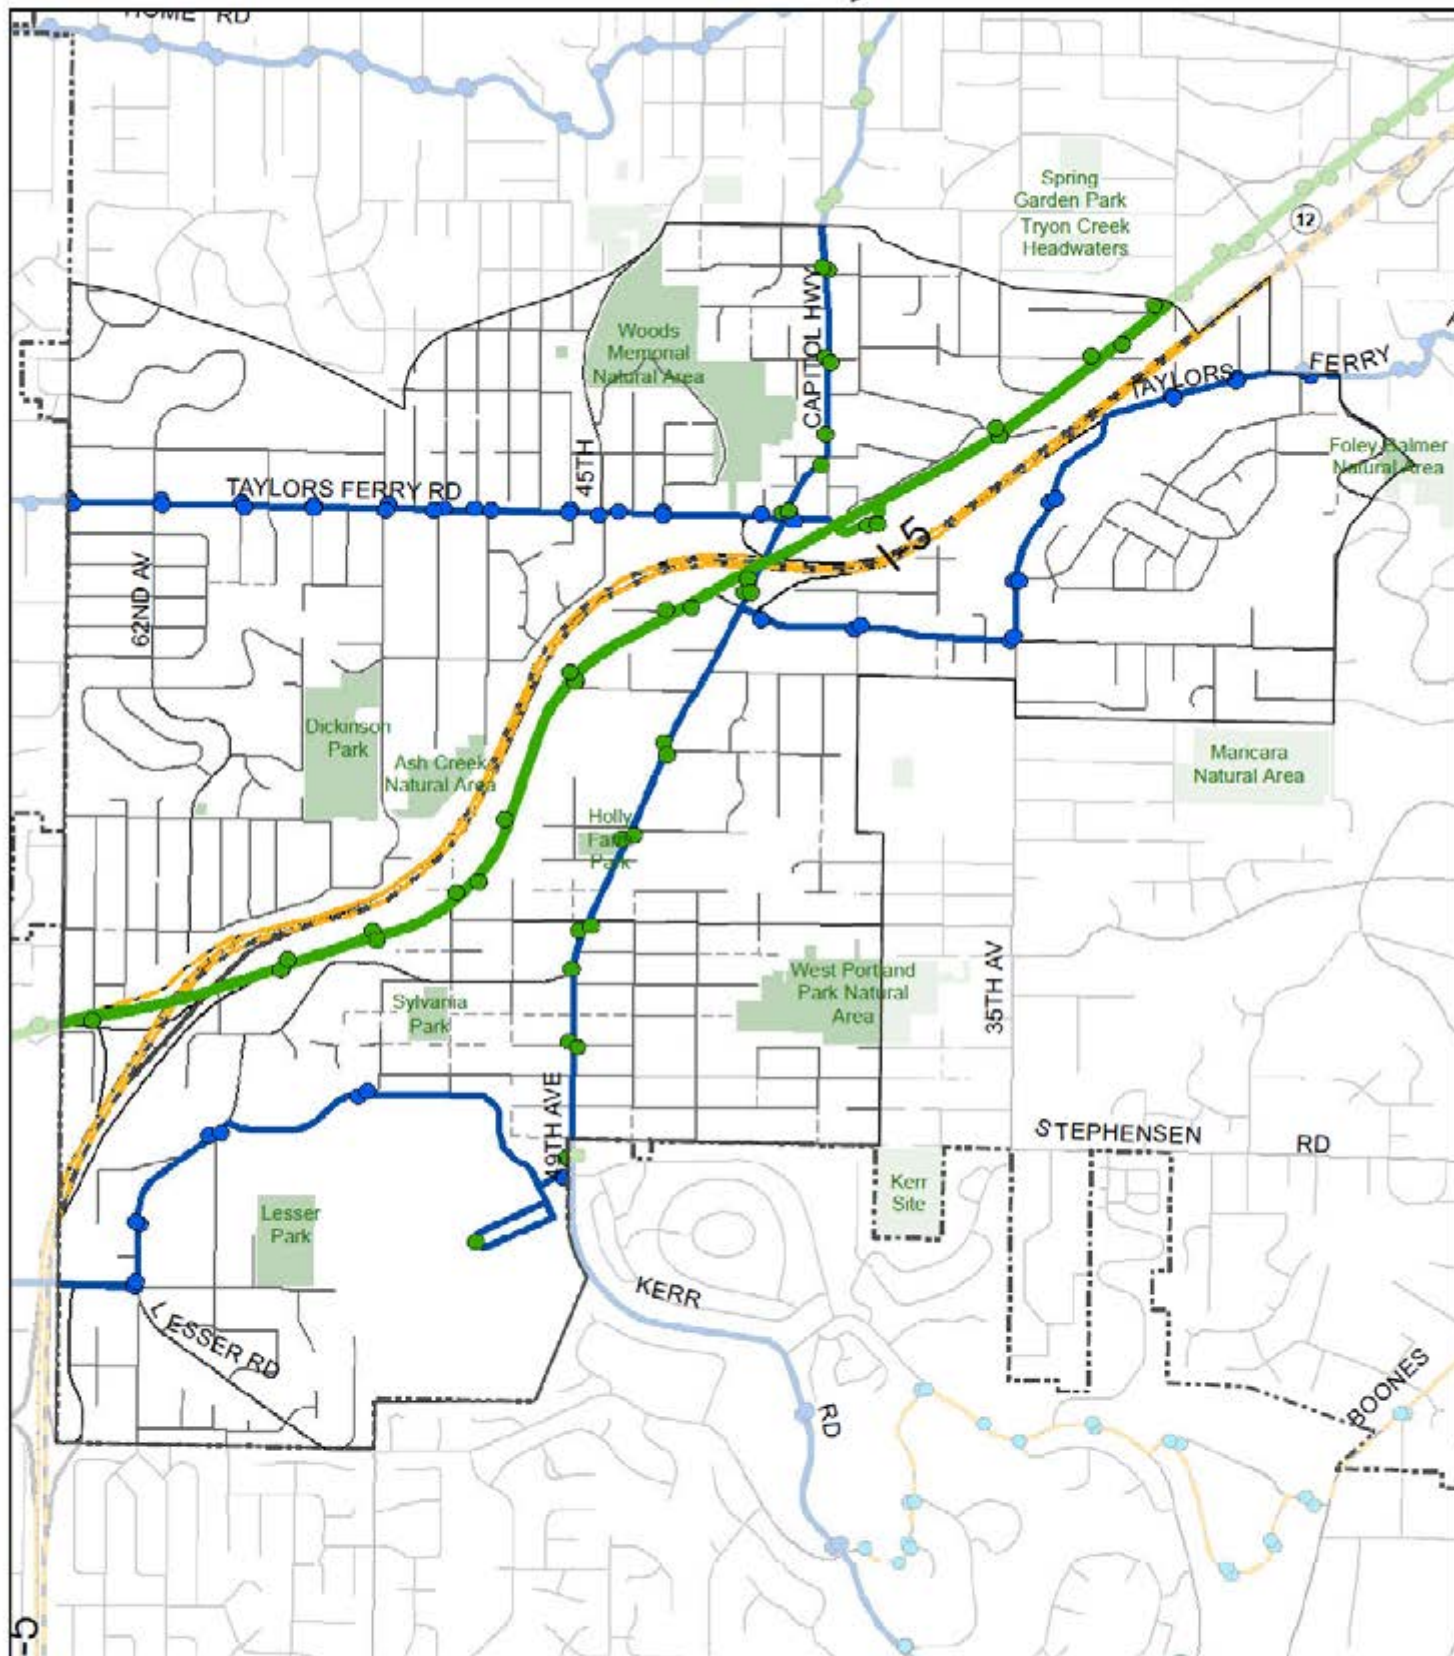 HOME RD
Spring
Garden Park
Tryon Creek
Headwaters
12
Woods
Memorial
Natural Area
CAPITOL HWY
TAYLORS
FERRY
45TH
Foley Balmer
Natural Area
TAYLORS FERRY RD
I-5
62ND AV
Dickinson
Park
Ash Creek
Natural Area
Mancara
Natural Area
Holly
Farm
Park
West Portland
Park Natural
Area
35TH AV
Sylvania
Park
49TH AVE
STEPHENSEN
RD
Kerr
Site
Lesser
Park
KERR
LESSER RD
RD
BOONES